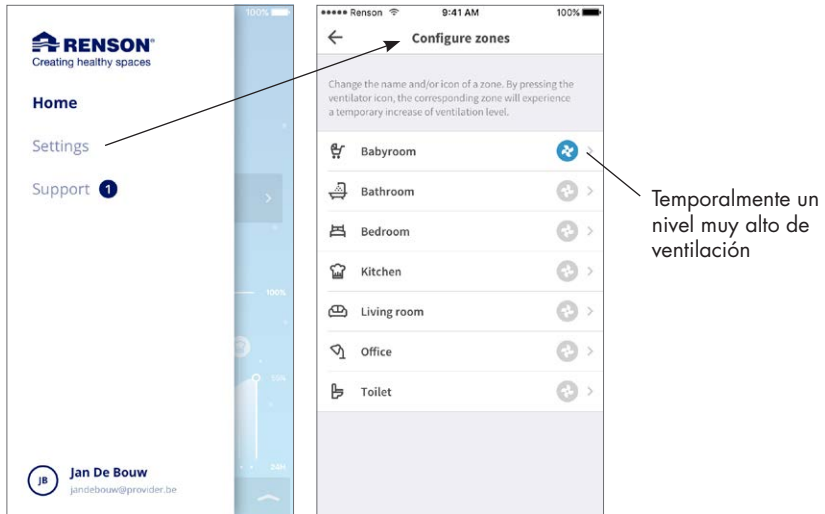 100%
RENSON®
Creating healthy spaces
Home
Settings
Support 1
100%
50%
24H
JB
Jan De Bouw
jandebouw@provider.be
Renson 9:41 AM 100%
Configure zones
Change the name and/or icon of a zone. By pressing the
ventilator icon, the corresponding zone will experience
a temporary increase of ventilation level.
Babyroom
Bathroom
Bedroom
Kitchen
Living room
Office
Toilet
Temporalmente un
nivel muy alto de
ventilación